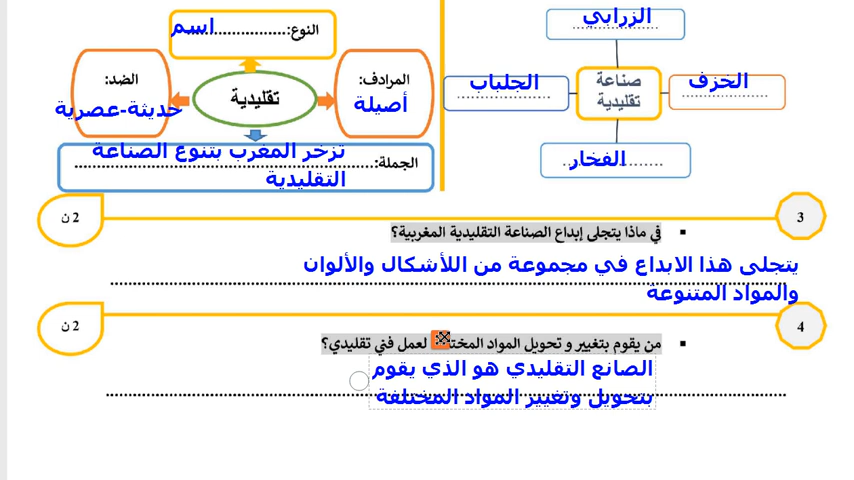 الزرابي
الجلباب
صناعة
تقليدية
الخزف
الفخار
النوع:
اسم
الضد:
حديثة-عصرية
تقليدية
المرادف:
أصيلة
الجملة:
تزخر المغرب بتنوع الصناعة
التقليدية
3
2 ن
في ماذا يتجلى إبداع الصناعة التقليدية المغربية؟
يتجلى هذا الابداع في مجموعة من اللأشكال والألوان
والمواد المتنوعة
4
2 ن
من يقوم بتغيير و تحويل المواد لعمل فني تقليدي؟
الصانع التقليدي هو الذي يقوم
بتحويل وتغيير المواد المختلفة